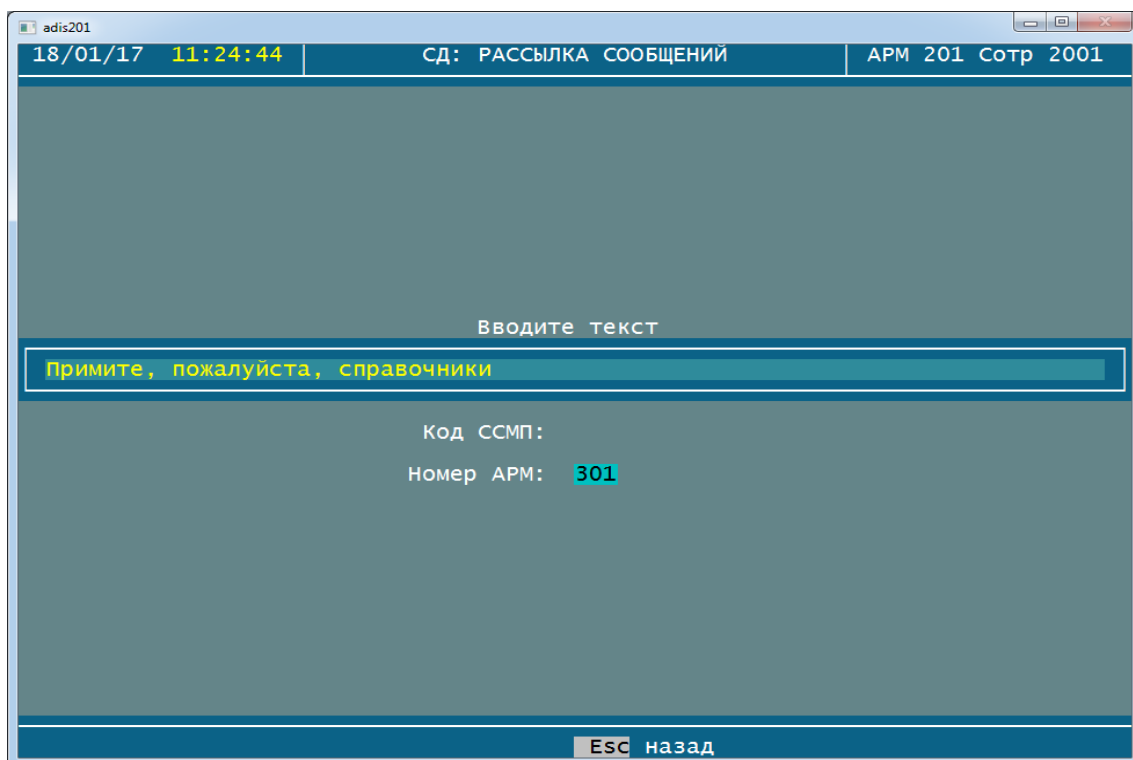 adis201
18/01/17 11:24:44 СД: РАССЫЛКА СООБЩЕНИЙ АРМ 201 Сотр 2001
Вводите текст
Примите, пожалуйста, справочники
Код ССМП:
Номер АРМ: 301
Esc назад